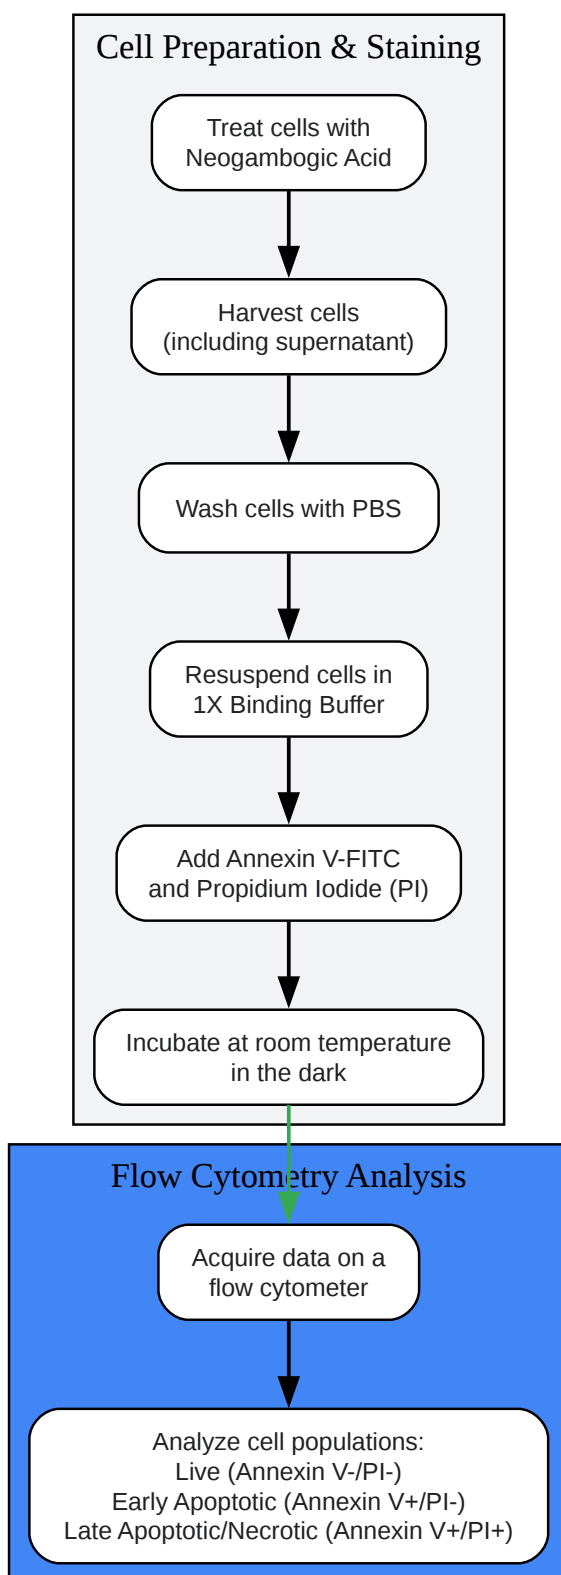 Cell Preparation & Staining
Treat cells with
Neogambogic Acid
Harvest cells
(including supernatant)
Wash cells with PBS
Resuspend cells in
1X Binding Buffer
Add Annexin V-FITC
and Propidium Iodide (PI)
Incubate at room temperature
in the dark
Flow Cytometry Analysis
Acquire data on a
flow cytometer
Analyze cell populations:
Live (Annexin V-/PI-)
Early Apoptotic (Annexin V+/PI-)
Late Apoptotic/Necrotic (Annexin V+/PI+)